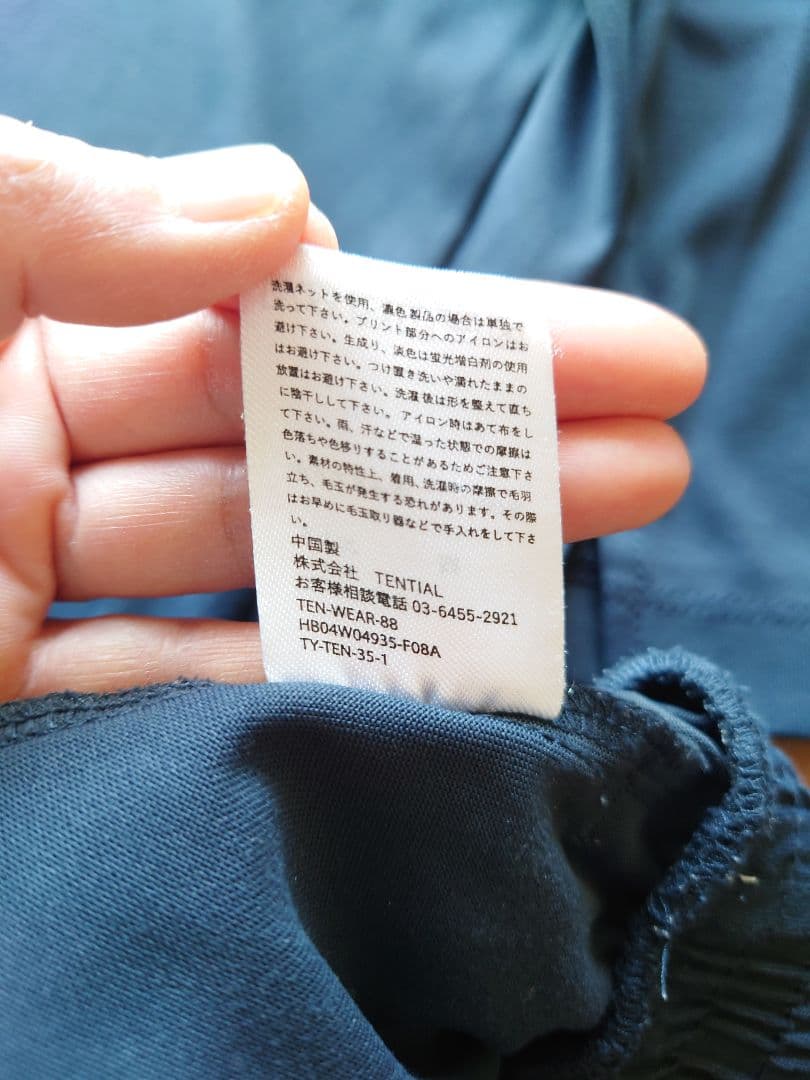 洗濯ネットを使用、濃色製品の場合は単独で
洗って下さい。プリント部分へのアイロンはお
避け下さい。生成り、淡色は蛍光増白剤の使用
はお避け下さい。つけ置き洗いや濡れたままの
放置はお避け下さい。洗濯後は形を整えて直ち
に陰干しして下さい。アイロン時はあて布をし
て下さい。雨、汗などで湿った状態での摩擦は
色落ちや色移りすることがあるためご注意下さ
い。素材の特性上、着用、洗濯時の摩擦で毛羽
立ち、毛玉が発生する恐れがあります。その際
はお早めに毛玉取り器などで手入れをして下さ
い。
中国製
株式会社 TENTIAL
お客様相談電話 03-6455-2921
TEN-WEAR-88
HB04W04935-F08A
TY-TEN-35-1